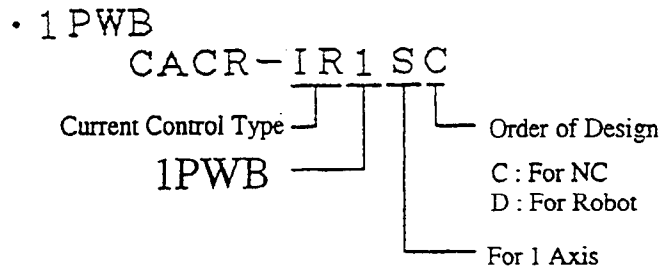 ・1PWB
CACR-IR1SC
Current Control Type
Order of Design
1PWB
C : For NC
D : For Robot
For 1 Axis